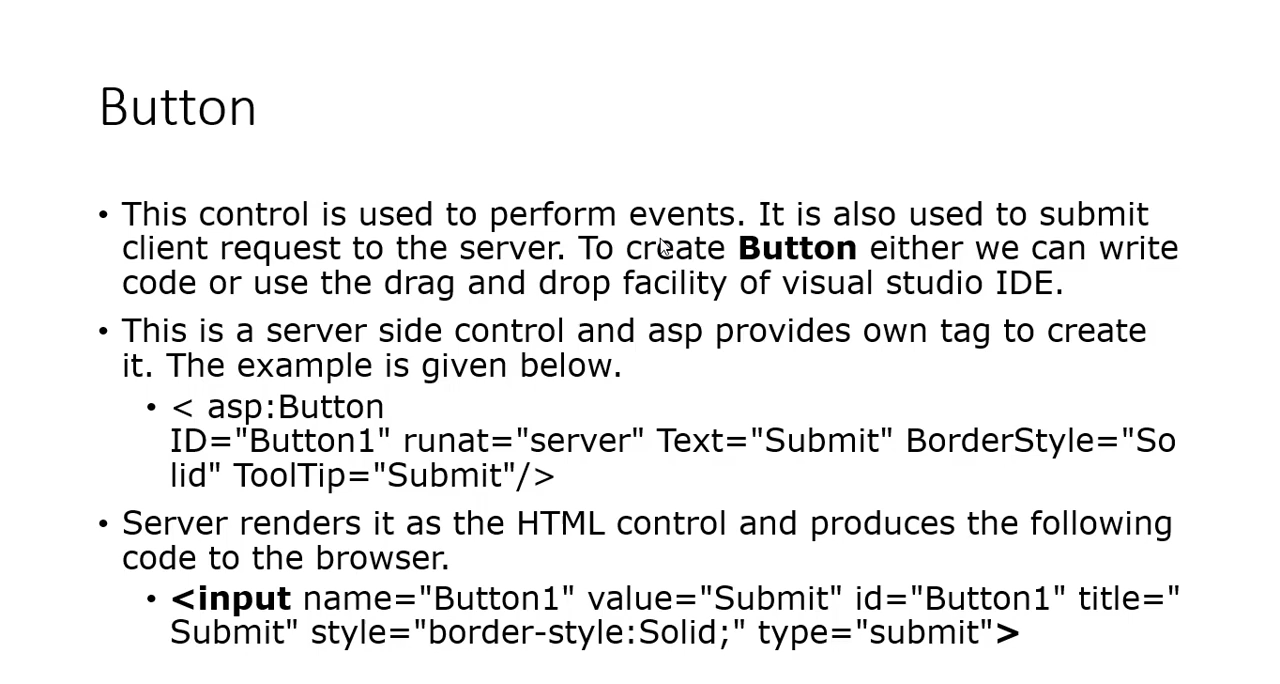 Button
• This control is used to perform events. It is also used to submit
client request to the server. To create Button either we can write
code or use the drag and drop facility of visual studio IDE.
• This is a server side control and asp provides own tag to create
it. The example is given below.
• < asp:Button
ID="Button1" runat="server" Text="Submit" BorderStyle="So
lid" ToolTip="Submit"/>
• Server renders it as the HTML control and produces the following
code to the browser.
• <input name="Button1" value="Submit" id="Button1" title="
Submit" style="border-style:Solid;" type="submit">